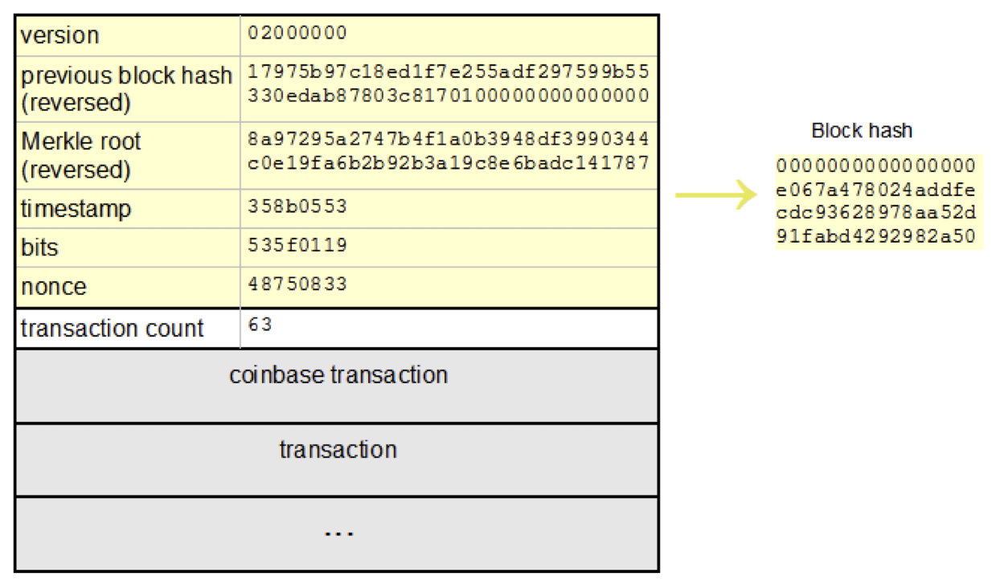 version 02000000
previous block hash 17975b97c18ed1f7e255adf297599b55
(reversed) 330edab87803c8170100000000000000
Merkle root 8a97295a2747b4f1a0b3948df3990344
(reversed) c0e19fa6b2b92b3a19c8e6badc141787
timestamp 358b0553
bits 535f0119
nonce 48750833
transaction count 63
coinbase transaction
transaction
...
Block hash
0000000000000000
e067a478024addfe
cdc93628978aa52d
91fabd4292982a50